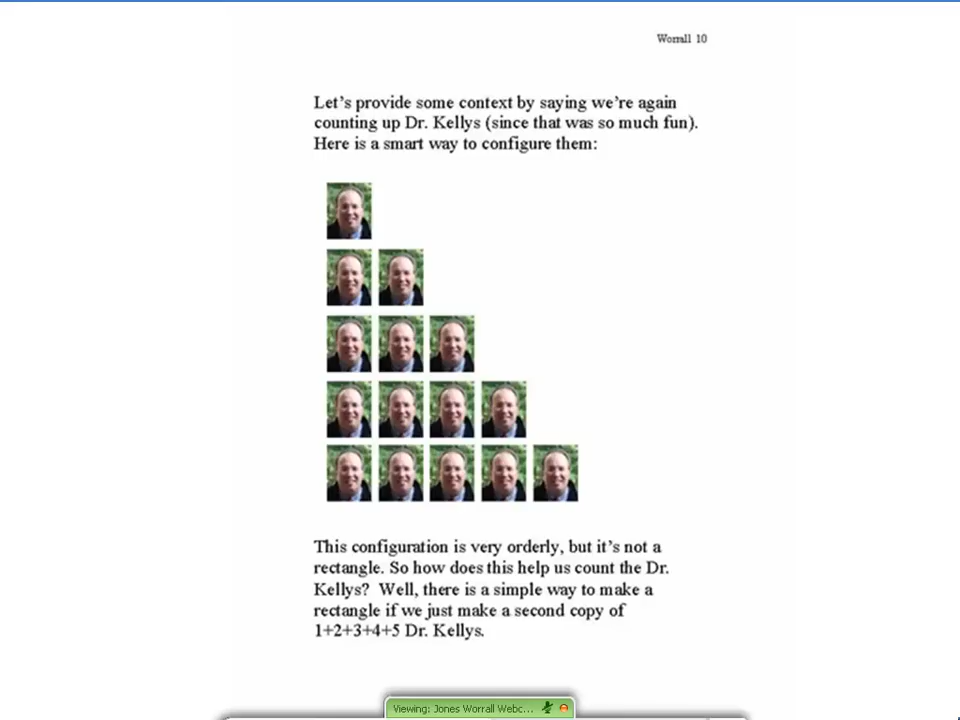 Worrall 10
Let's provide some context by saying we're again
counting up Dr. Kellys (since that was so much fun).
Here is a smart way to configure them:
This configuration is very orderly, but it's not a
rectangle. So how does this help us count the Dr.
Kellys? Well, there is a simple way to make a
rectangle if we just make a second copy of
1+2+3+4+5 Dr. Kellys.
Viewing: Jones Worrall Webc...